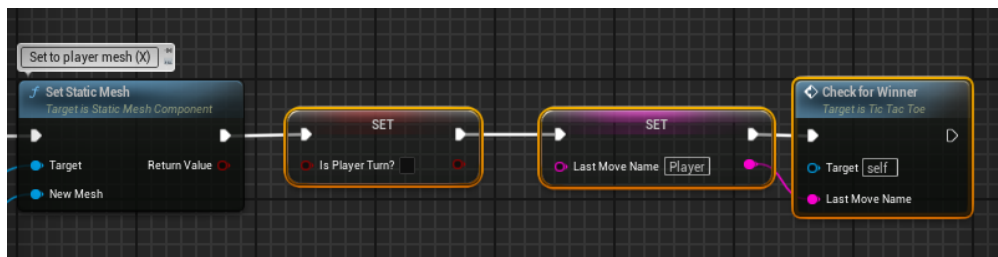 Set to player mesh (X)
f Set Static Mesh
Target is Static Mesh Component
Target
Return Value
New Mesh
SET
Is Player Turn?
SET
Last Move Name Player
Check for Winner
Target is Tic Tac Toe
Target self
Last Move Name